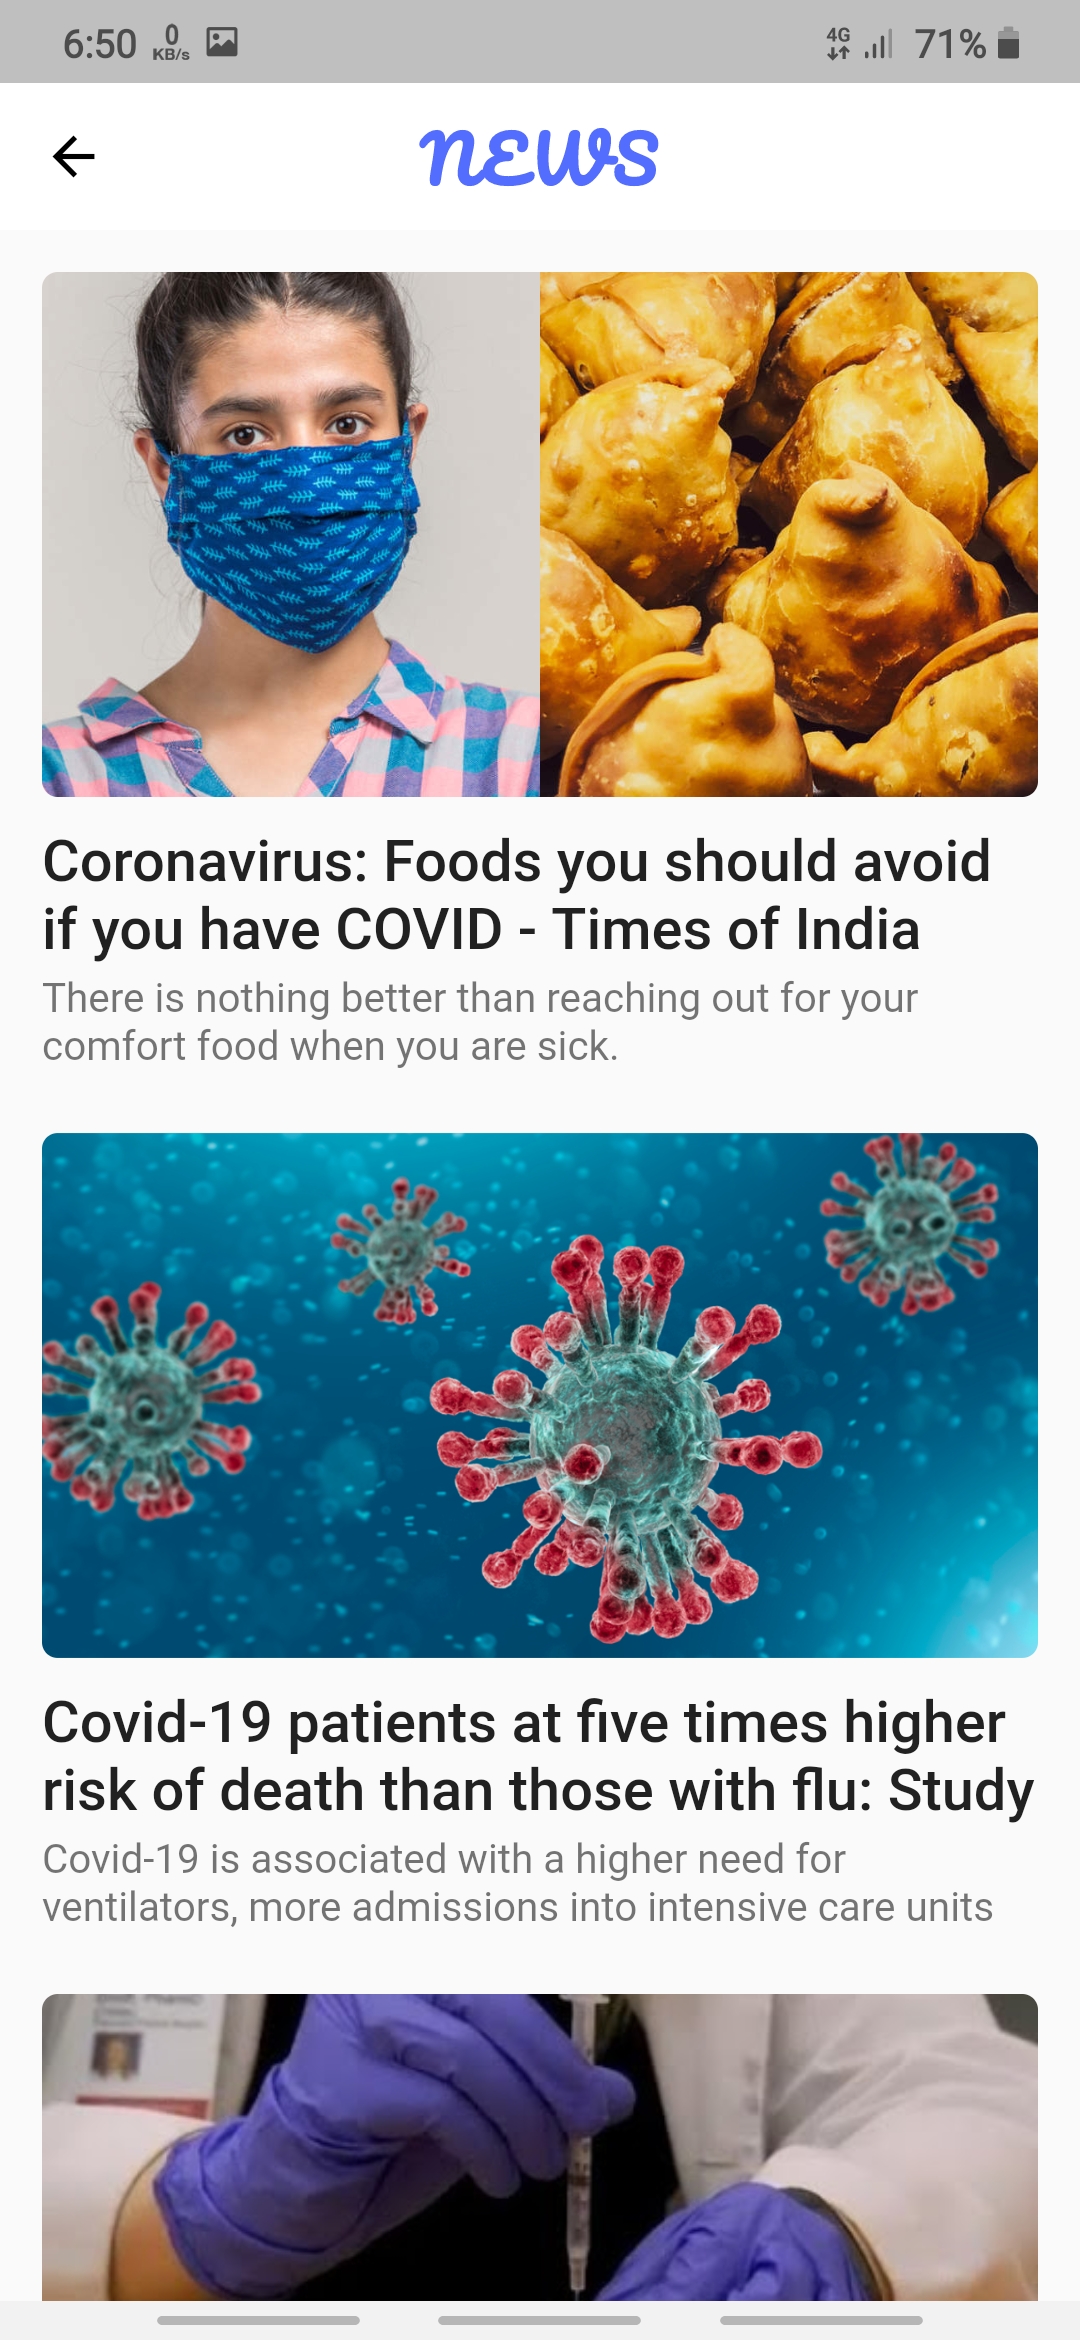 6:50 0 KB/s 4G 71%
NEWS
Coronavirus: Foods you should avoid
if you have COVID - Times of India
There is nothing better than reaching out for your
comfort food when you are sick.
Covid-19 patients at five times higher
risk of death than those with flu: Study
Covid-19 is associated with a higher need for
ventilators, more admissions into intensive care units